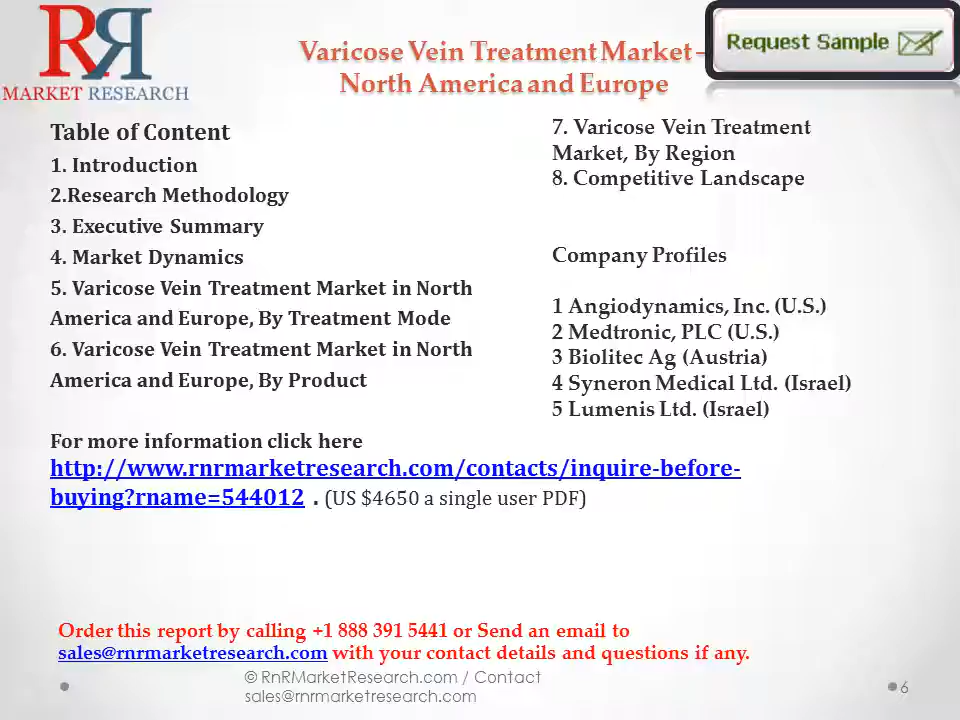 RR
MARKET RESEARCH
Varicose Vein Treatment Market –
North America and Europe
Request Sample
Table of Content
1. Introduction
2.Research Methodology
3. Executive Summary
4. Market Dynamics
5. Varicose Vein Treatment Market in North
America and Europe, By Treatment Mode
6. Varicose Vein Treatment Market in North
America and Europe, By Product
7. Varicose Vein Treatment
Market, By Region
8. Competitive Landscape
Company Profiles
1 Angiodynamics, Inc. (U.S.)
2 Medtronic, PLC (U.S.)
3 Biolitec Ag (Austria)
4 Syneron Medical Ltd. (Israel)
5 Lumenis Ltd. (Israel)
For more information click here
http://www.rnrmarketresearch.com/contacts/inquire-before-
buying?rname=544012 . (US $4650 a single user PDF)
Order this report by calling +1 888 391 5441 or Send an email to
sales@rnrmarketresearch.com with your contact details and questions if any.
© RnRMarketResearch.com / Contact
sales@rnrmarketresearch.com
6